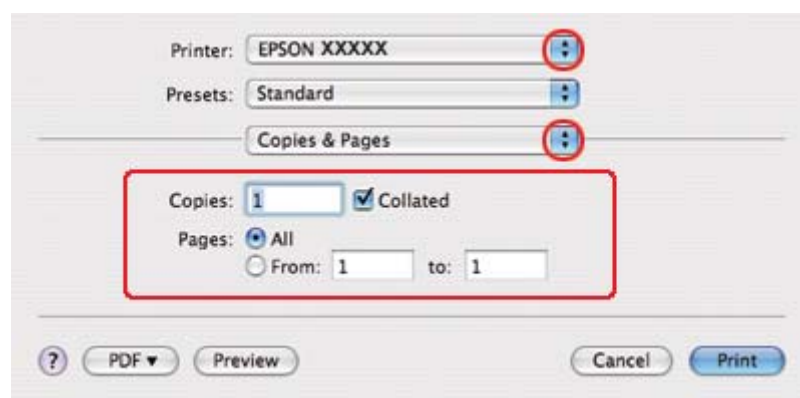 Printer: EPSON XXXXX
Presets: Standard
Copies & Pages
Copies: 1 Collated
Pages: All
From: 1 to: 1
? PDF Preview Cancel Print